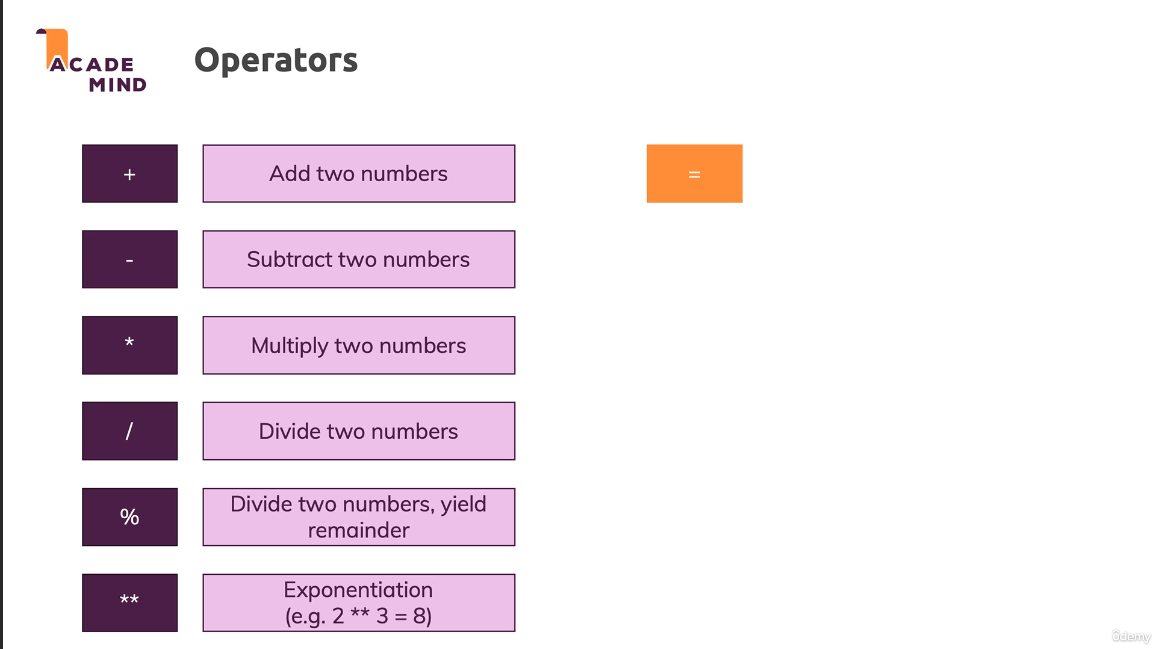 ACADE
MIND
Operators
+
Add two numbers
=
-
Subtract two numbers
*
Multiply two numbers
/
Divide two numbers
%
Divide two numbers, yield
remainder
**
Exponentiation
(e.g. 2 ** 3 = 8)
ûdemy